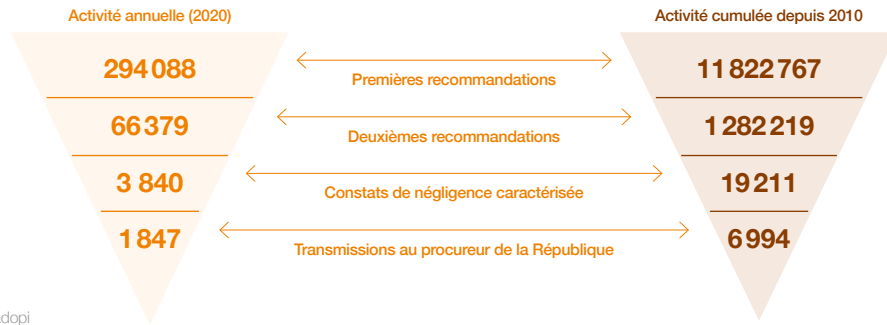 Activité annuelle (2020)
Activité cumulée depuis 2010
294 088
Premières recommandations
11 822 767
66 379
Deuxièmes recommandations
1 282 219
3 840
Constats de négligence caractérisée
19 211
1 847
Transmissions au procureur de la République
6 994